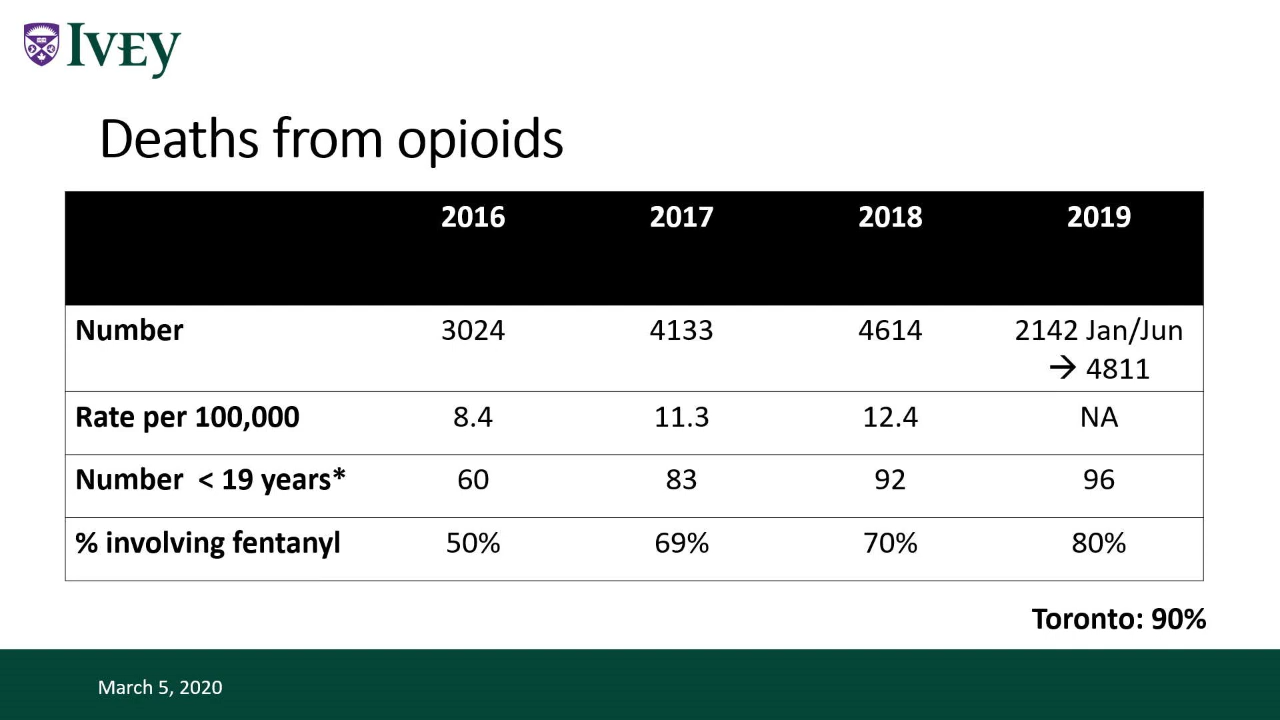 IVEY
Deaths from opioids
2016 2017 2018 2019
Number 3024 4133 4614 2142 Jan/Jun
→ 4811
Rate per 100,000 8.4 11.3 12.4 NA
Number < 19 years* 60 83 92 96
% involving fentanyl 50% 69% 70% 80%
Toronto: 90%
March 5, 2020